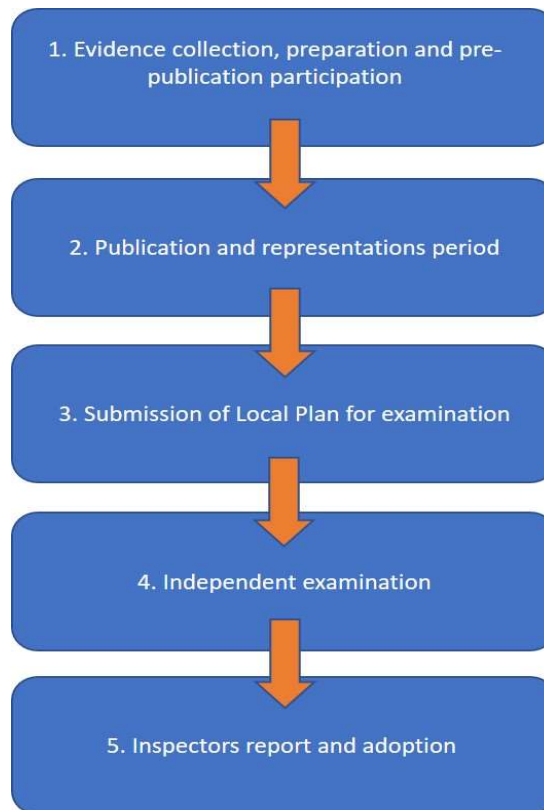 1. Evidence collection, preparation and pre-
publication participation
2. Publication and representations period
3. Submission of Local Plan for examination
4. Independent examination
5. Inspectors report and adoption